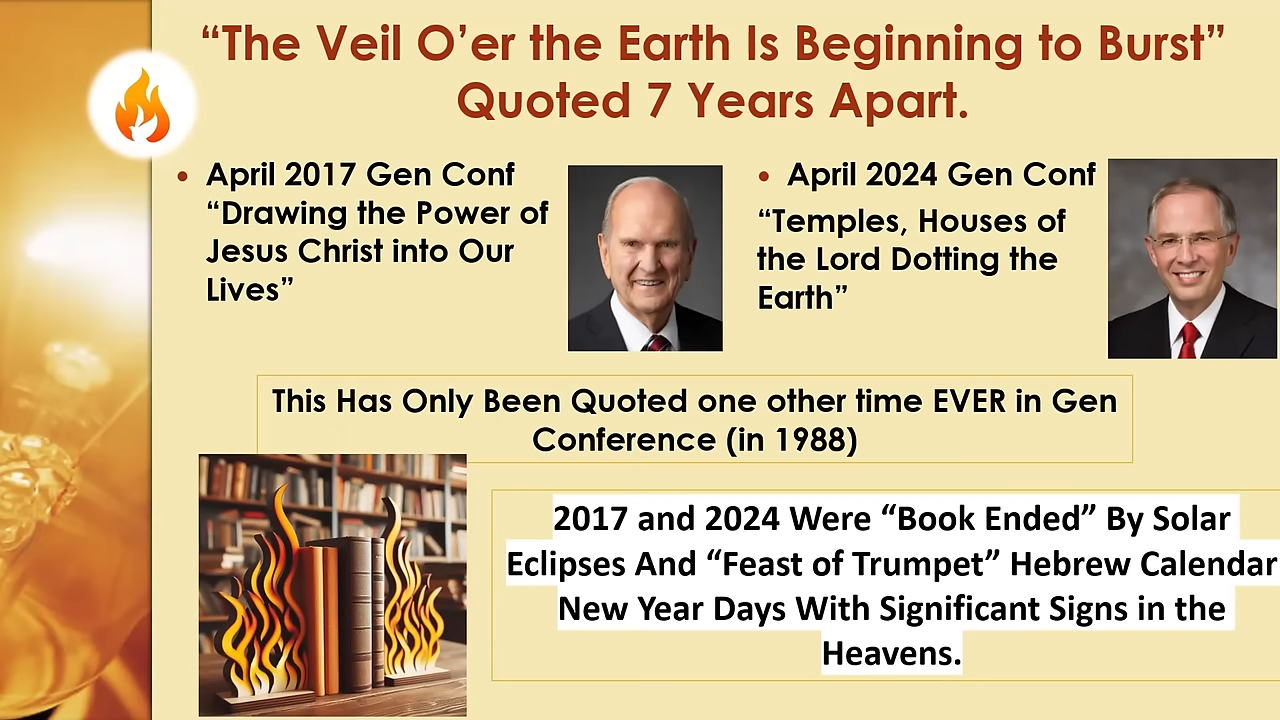 “The Veil O’er the Earth Is Beginning to Burst”
Quoted 7 Years Apart.
• April 2017 Gen Conf
“Drawing the Power of
Jesus Christ into Our
Lives”
• April 2024 Gen Conf
“Temples, Houses of
the Lord Dotting the
Earth”
This Has Only Been Quoted one other time EVER in Gen
Conference (in 1988)
2017 and 2024 Were “Book Ended” By Solar
Eclipses And “Feast of Trumpet” Hebrew Calendar
New Year Days With Significant Signs in the
Heavens.